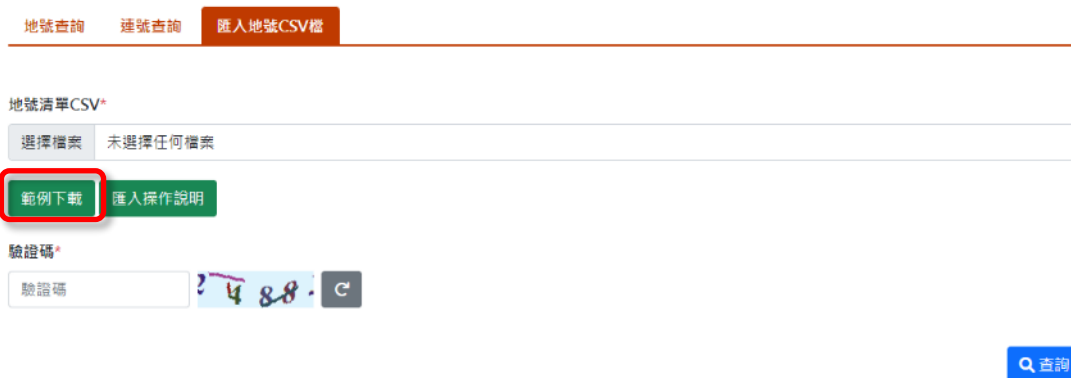 地號查詢 連號查詢 匯入地號CSV檔
地號清單CSV*
選擇檔案 未選擇任何檔案
範例下載 匯入操作說明
驗證碼*
驗證碼
查詢